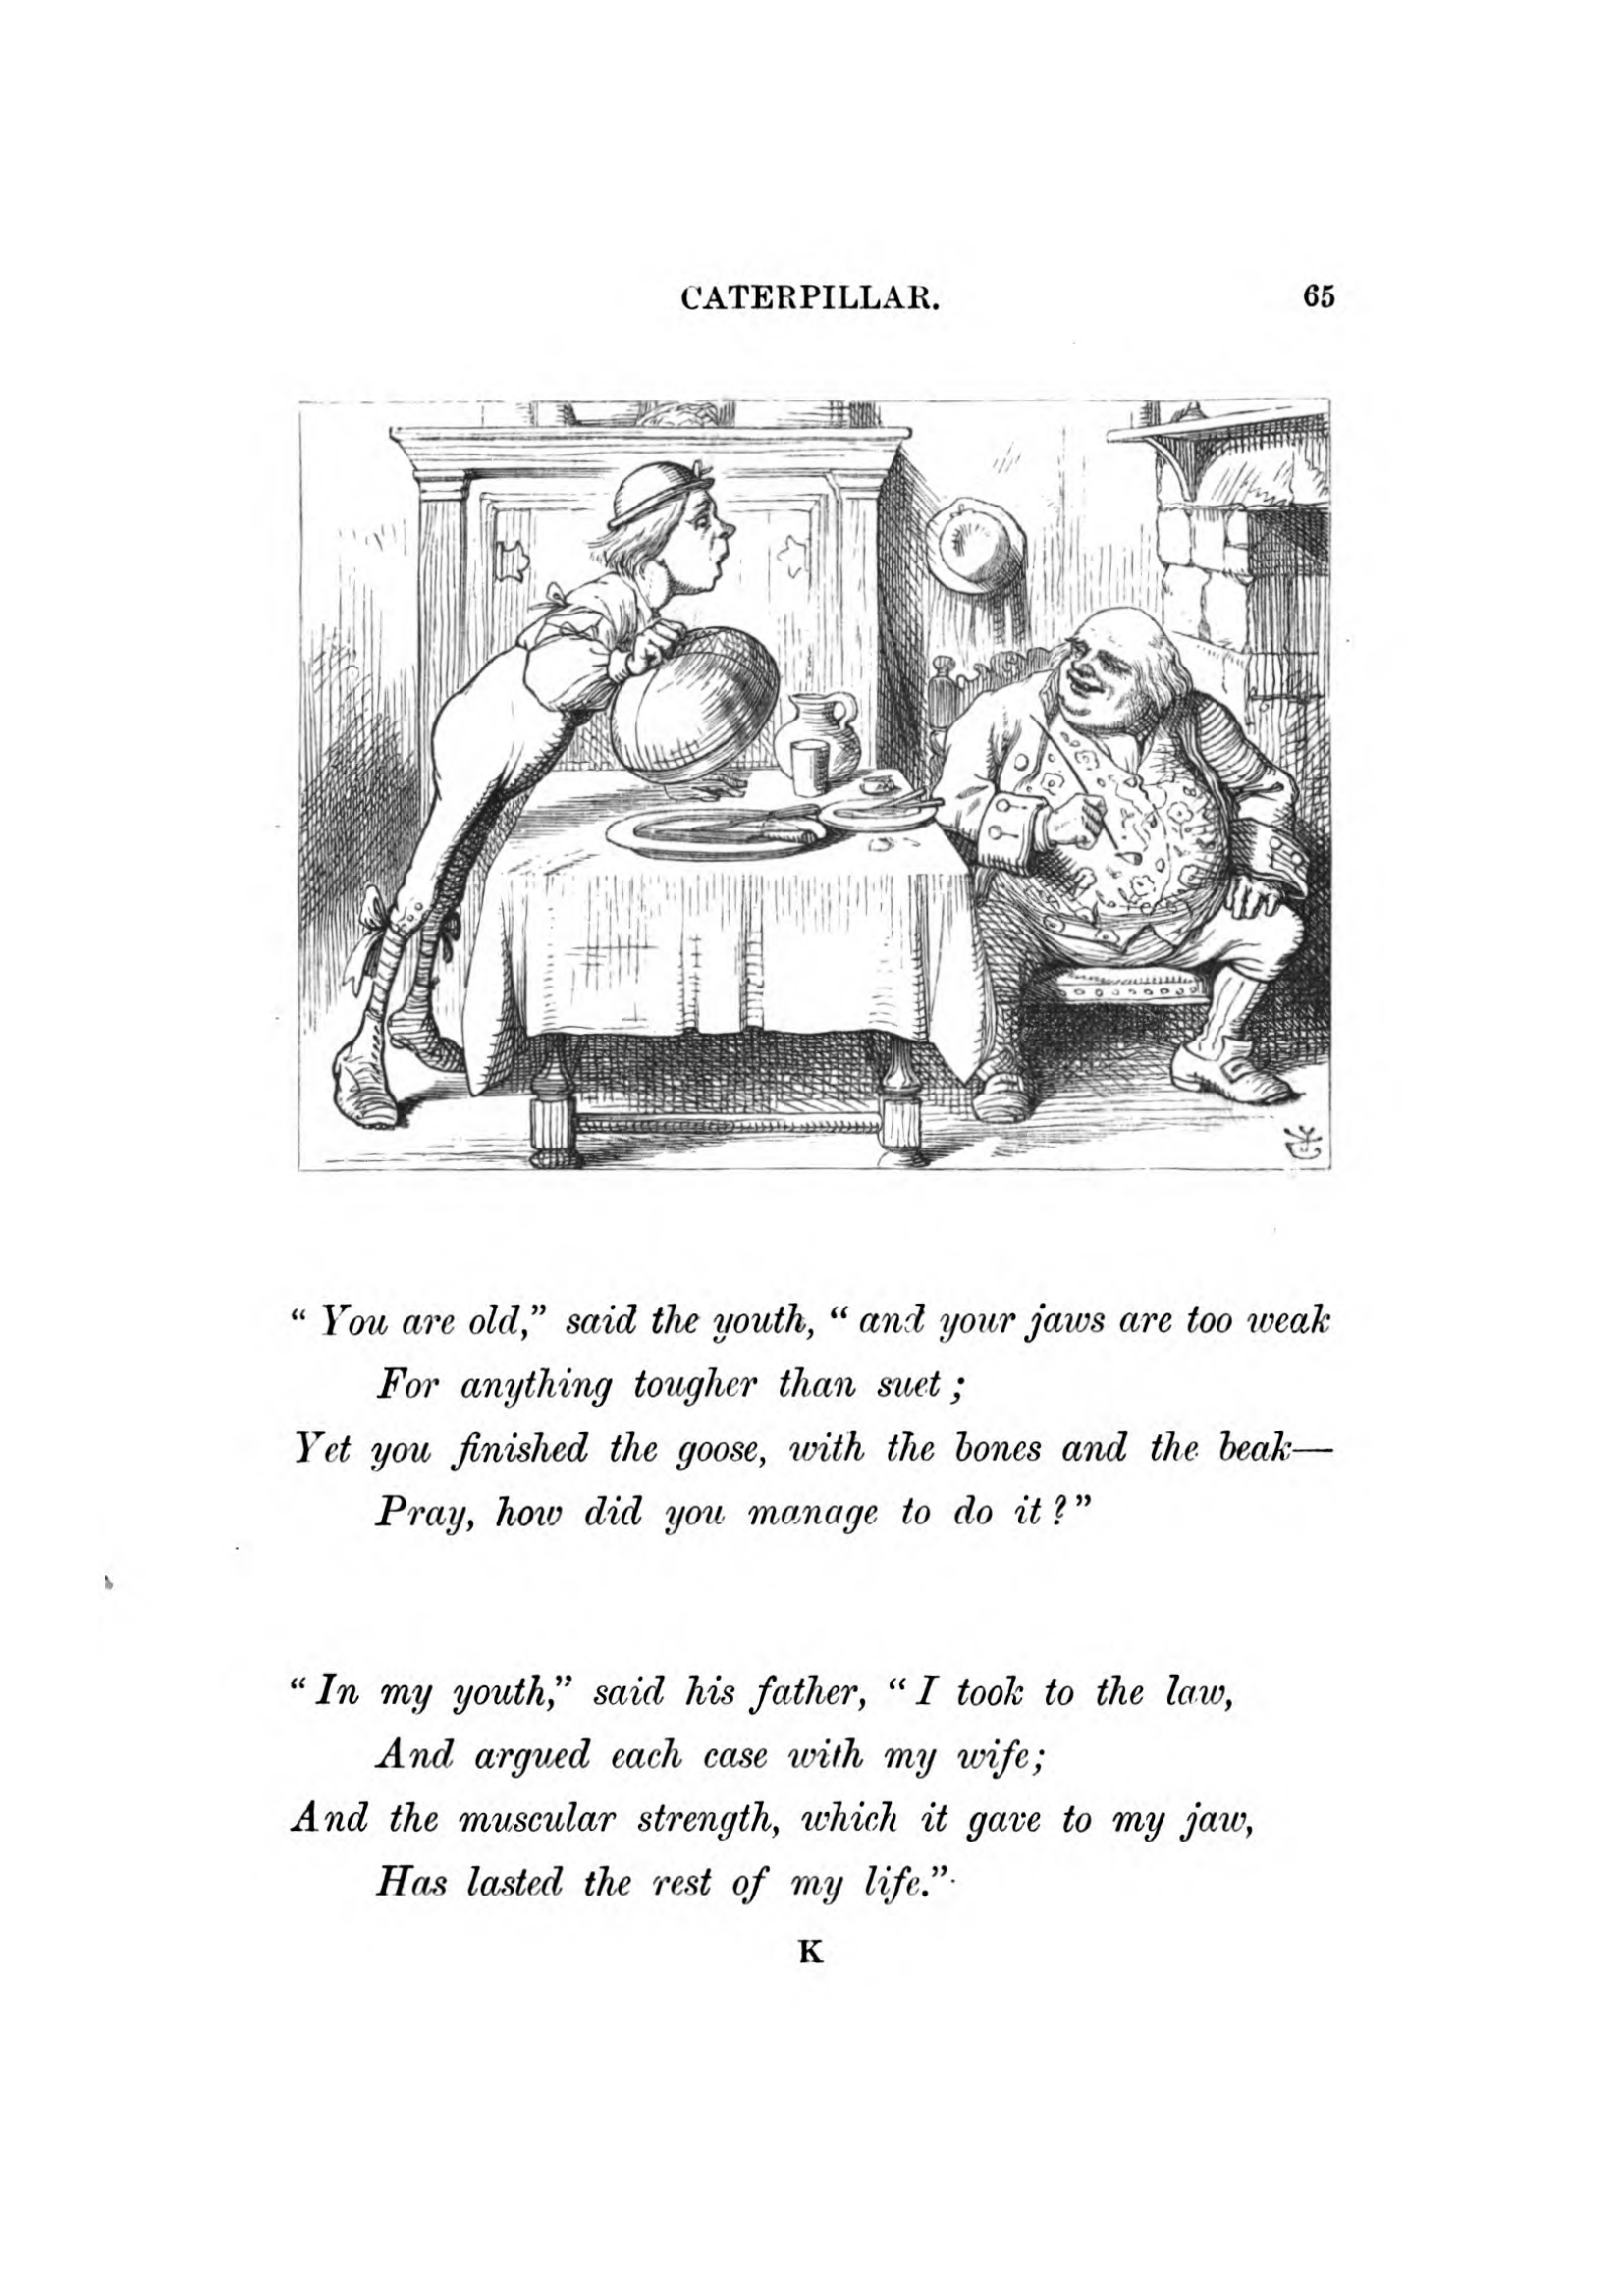 CATERPILLAR. 65
“ You are old,” said the youth, “ and your jaws are too weak
For anything tougher than suet ;
Yet you finished the goose, with the bones and the beak—
Pray, how did you manage to do it ? ”
“ In my youth,” said his father, “ I took to the law,
And argued each case with my wife ;
And the muscular strength, which it gave to my jaw,
Has lasted the rest of my life.”
K